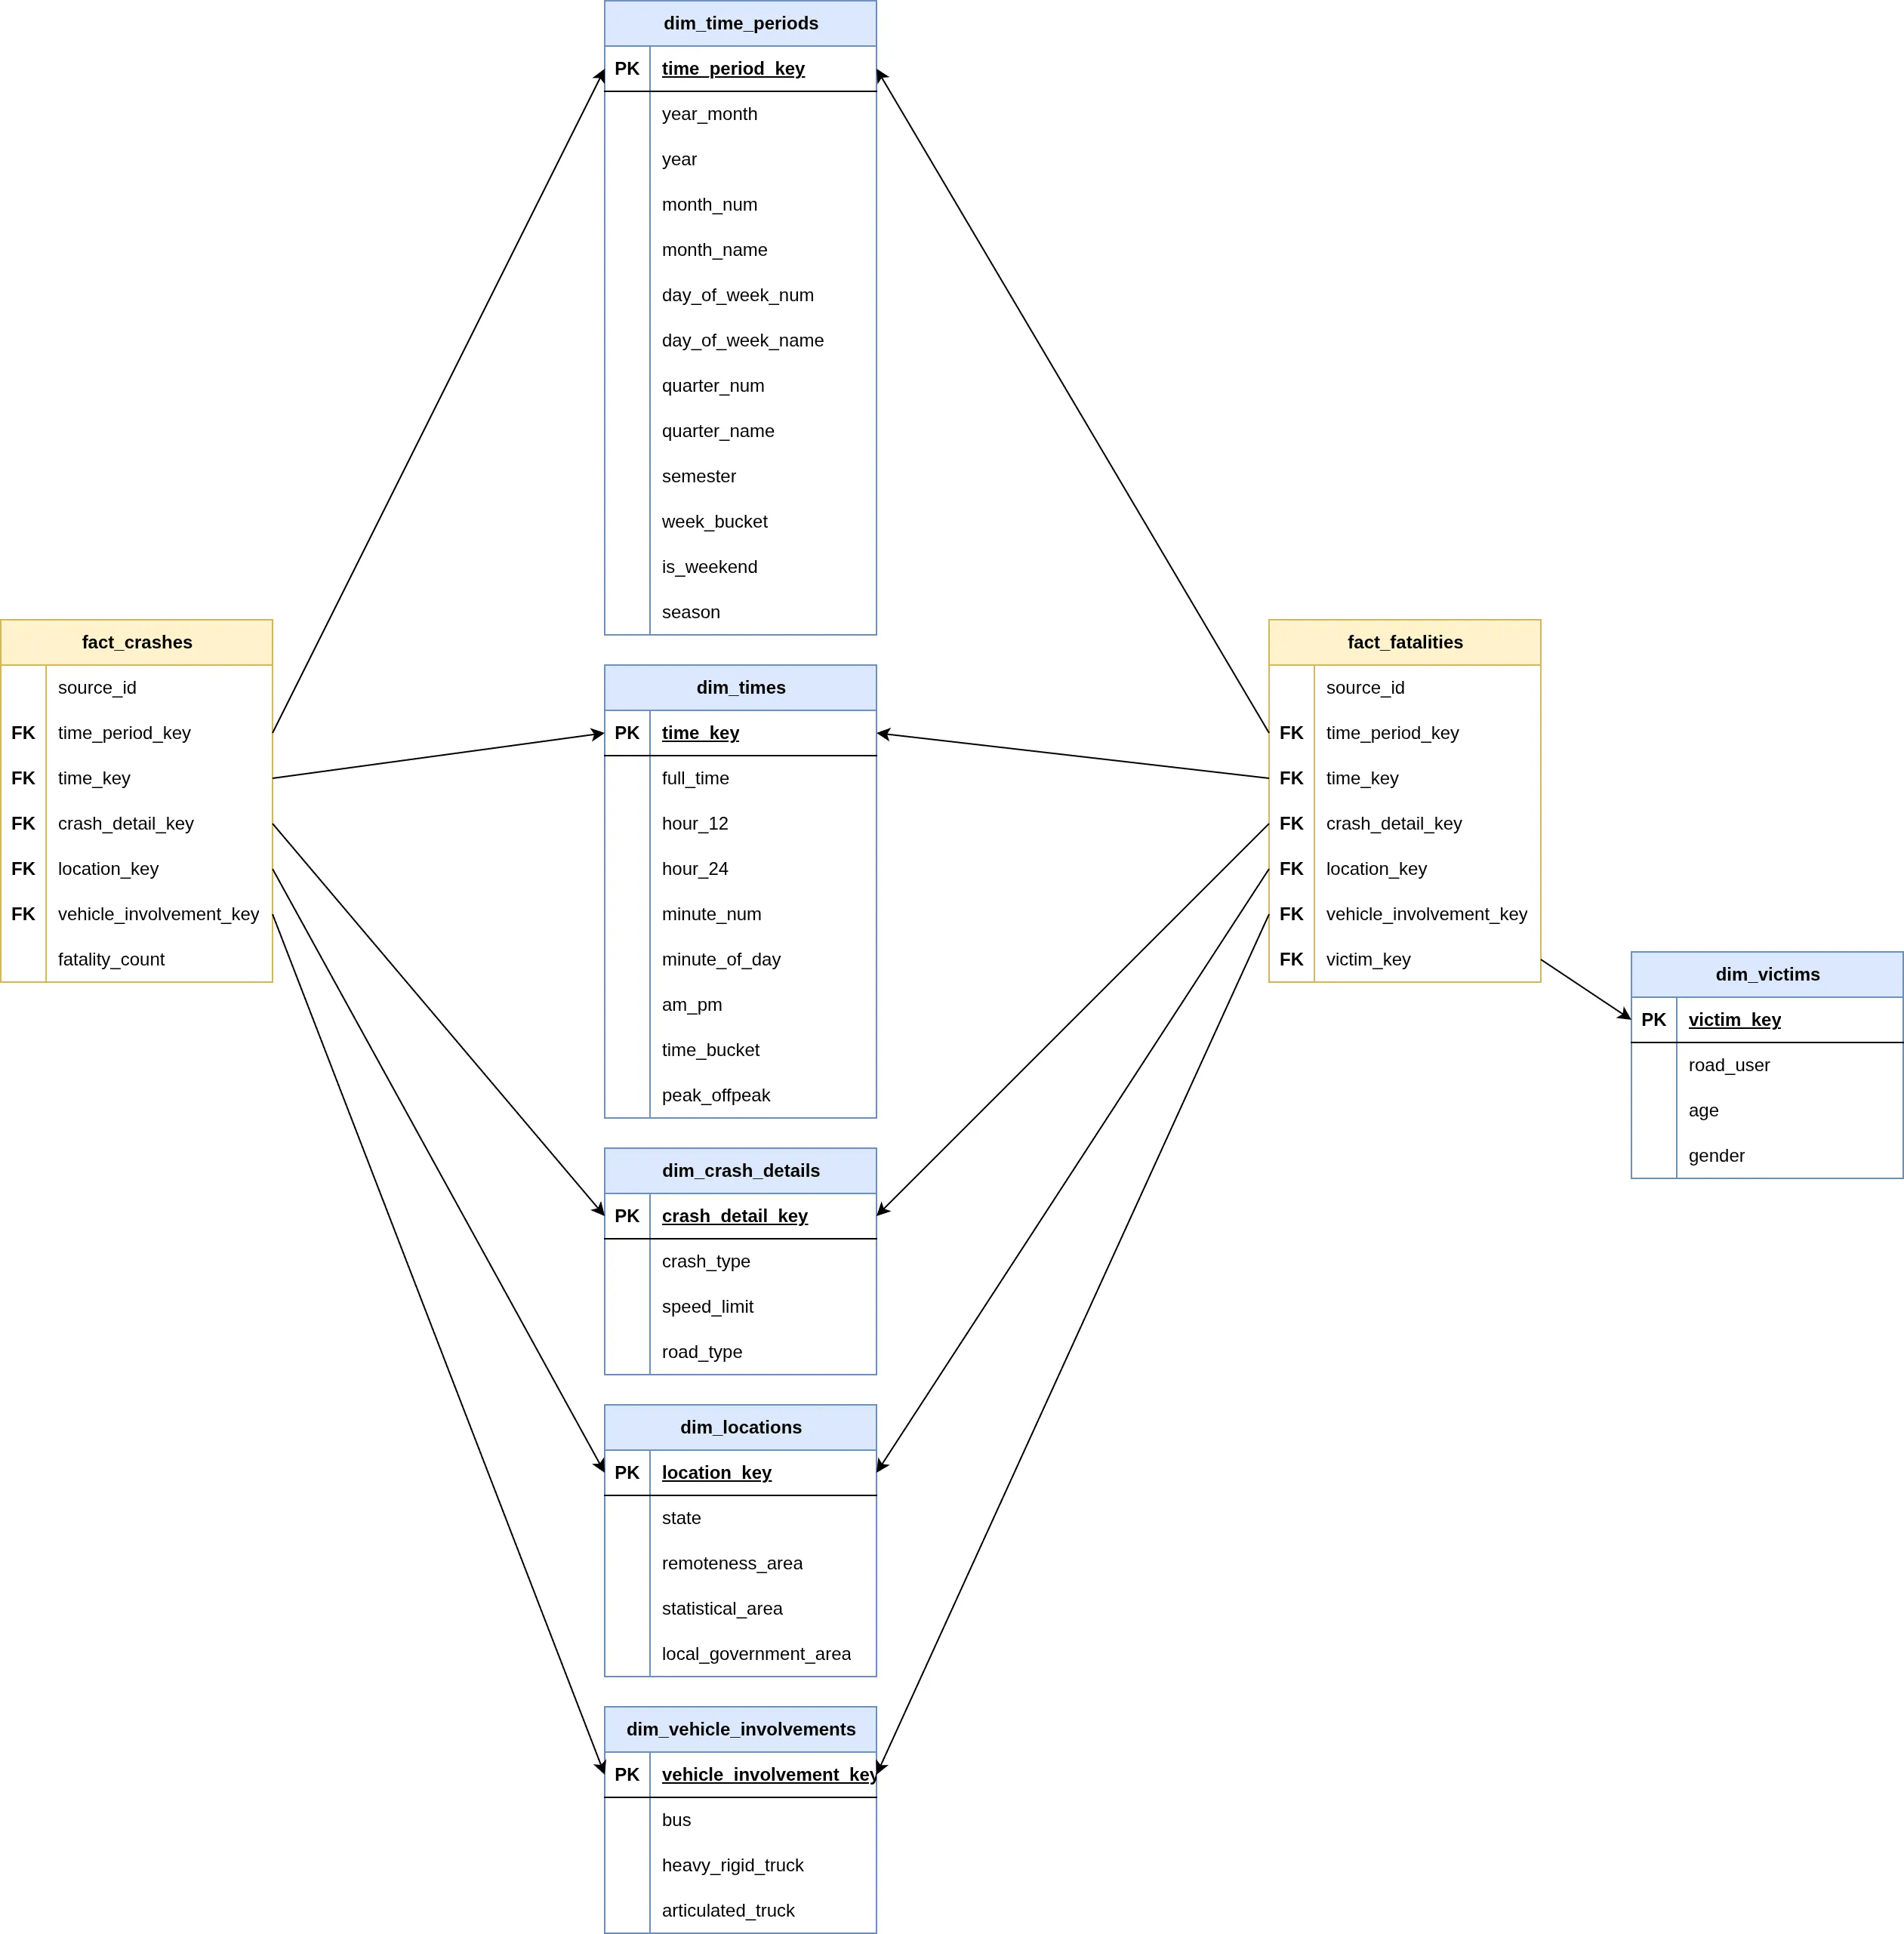 dim_time_periods
PK time_period_key
year_month
year
month_num
month_name
day_of_week_num
day_of_week_name
quarter_num
quarter_name
semester
week_bucket
is_weekend
season
fact_crashes
source_id
FK time_period_key
FK time_key
FK crash_detail_key
FK location_key
FK vehicle_involvement_key
fatality_count
dim_times
PK time_key
full_time
hour_12
hour_24
minute_num
minute_of_day
am_pm
time_bucket
peak_offpeak
fact_fatalities
source_id
FK time_period_key
FK time_key
FK crash_detail_key
FK location_key
FK vehicle_involvement_key
FK victim_key
dim_victims
PK victim_key
road_user
age
gender
dim_crash_details
PK crash_detail_key
crash_type
speed_limit
road_type
dim_locations
PK location_key
state
remoteness_area
statistical_area
local_government_area
dim_vehicle_involvements
PK vehicle_involvement_key
bus
heavy_rigid_truck
articulated_truck